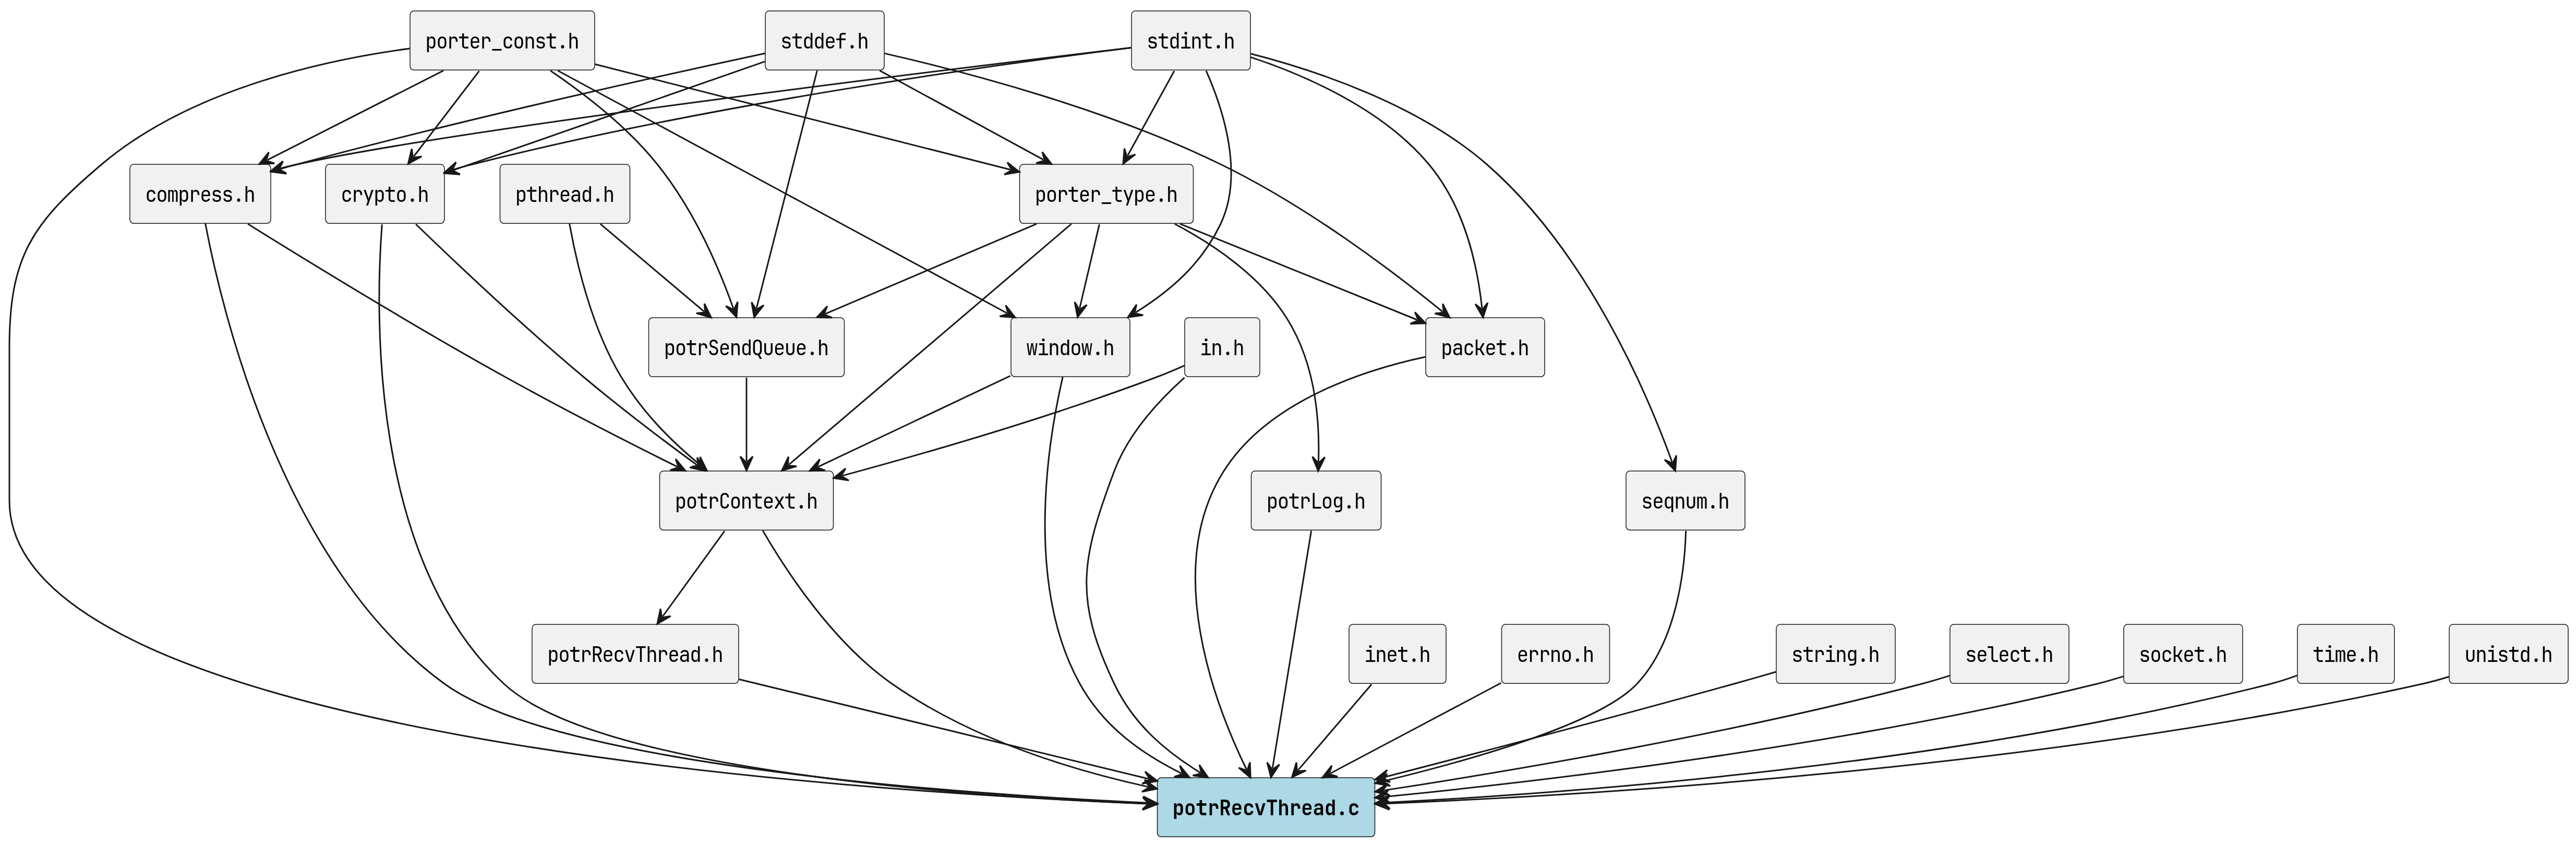 porter_const.h
stddef.h
stdint.h
compress.h
crypto.h
pthread.h
porter_type.h
potrSendQueue.h
window.h
in.h
packet.h
potrContext.h
potrLog.h
seqnum.h
potrRecvThread.h
inet.h
errno.h
string.h
select.h
socket.h
time.h
unistd.h
potrRecvThread.c